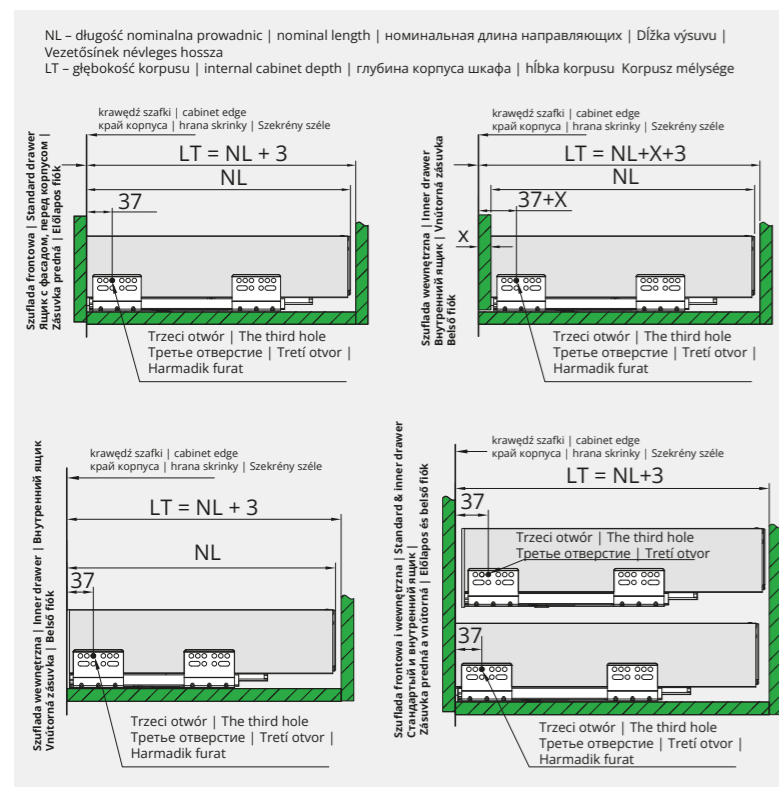 NL – długość nominalna prowadnic | nominal length | номинальная длина направляющих | Dĺžka výsuvu |
Vezetősínek névleges hossza
LT – głębokość korpusu | internal cabinet depth | глубина корпуса шкафа | hĺbka korpusu Korpusz mélysége
Szuflada frontowa | Standard drawer
Ящик с фасадом, перед корпусом |
Zásuvka predná | Előlapos fiók
krawędź szafki | cabinet edge
край корпуса | hrana skrinky | Szekrény széle
LT = NL + 3
NL
37
Trzeci otwór | The third hole
Третье отверстие | Tretí otvor |
Harmadik furat
Szuflada wewnętrzna | Inner drawer
Внутренний ящик | Vnútorná zásuvka
Belső fiók
krawędź szafki | cabinet edge
край корпуса | hrana skrinky | Szekrény széle
LT = NL+X+3
NL
37+X
X
Trzeci otwór | The third hole
Третье отверстие | Tretí otvor |
Harmadik furat
Szuflada wewnętrzna | Inner drawer | Внутренний ящик
Vnútorná zásuvka | Belső fiók
krawędź szafki | cabinet edge
край корпуса | hrana skrinky | Szekrény széle
LT = NL + 3
NL
37
Trzeci otwór | The third hole
Третье отверстие | Tretí otvor |
Harmadik furat
Szuflada frontowa i wewnętrzna | Standard & inner drawer
Стандартый и внутренний ящик |
Zásuvka predná a vnútorná | Előlapos és belső fiók
krawędź szafki | cabinet edge
край корпуса | hrana skrinky | Szekrény széle
LT = NL+3
37
Trzeci otwór | The third hole
Третье отверстие | Tretí otvor
37
Trzeci otwór | The third hole
Третье отверстие | Tretí otvor |
Harmadik furat